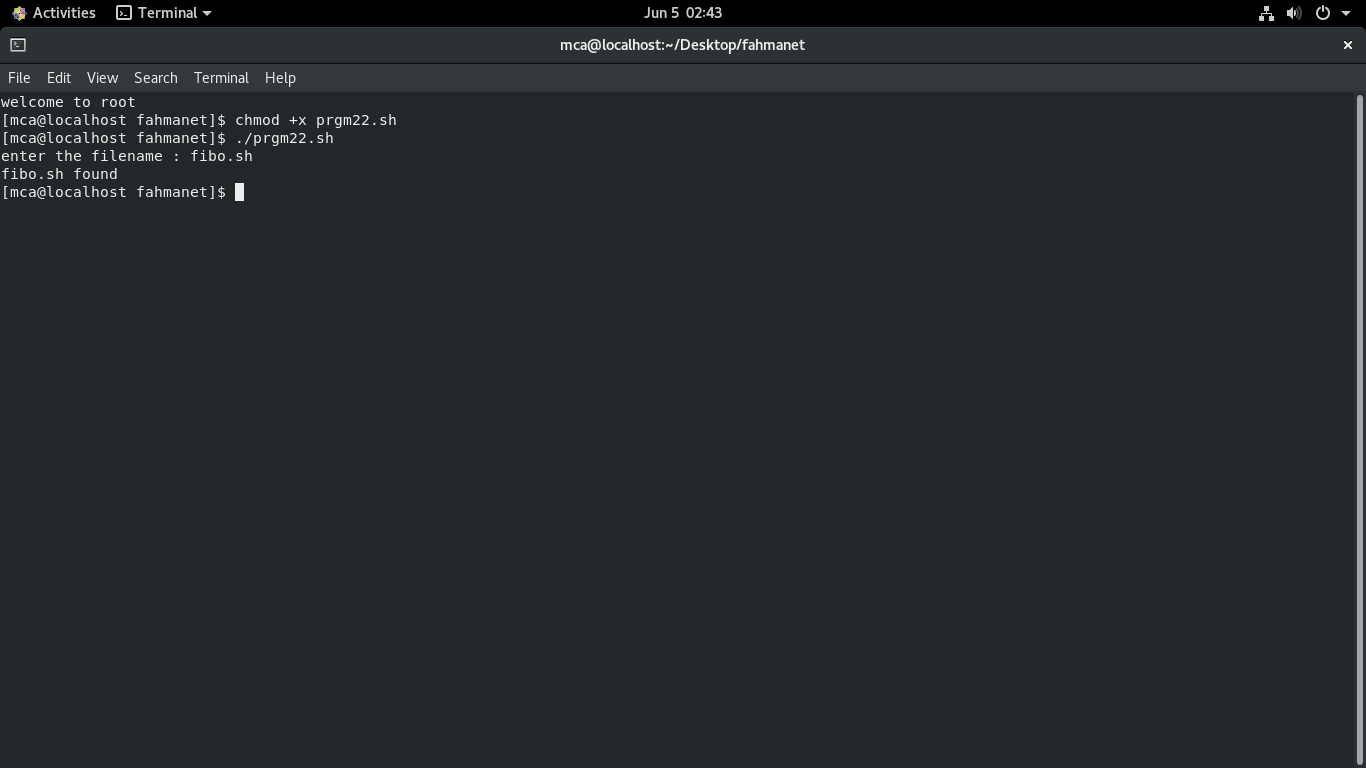 Activities Terminal Jun 5 02:43
mca@localhost:~/Desktop/fahmanet
File Edit View Search Terminal Help
welcome to root
[mca@localhost fahmanet]$ chmod +x prgm22.sh
[mca@localhost fahmanet]$ ./prgm22.sh
enter the filename : fibo.sh
fibo.sh found
[mca@localhost fahmanet]$